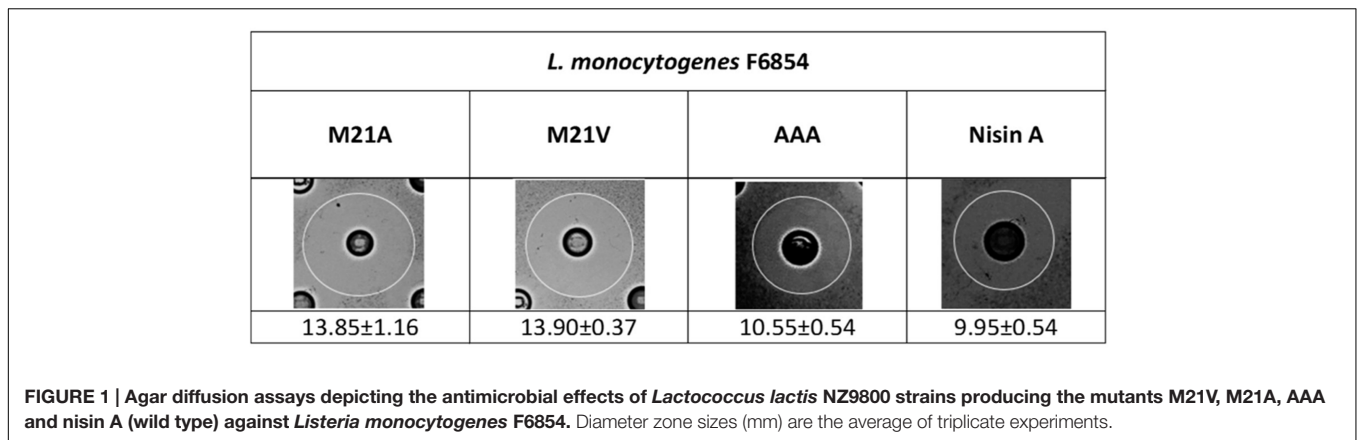 L. monocytogenes F6854
M21A M21V AAA Nisin A
13.85±1.16 13.90±0.37 10.55±0.54 9.95±0.54
FIGURE 1 | Agar diffusion assays depicting the antimicrobial effects of Lactococcus lactis NZ9800 strains producing the mutants M21V, M21A, AAA
and nisin A (wild type) against Listeria monocytogenes F6854. Diameter zone sizes (mm) are the average of triplicate experiments.